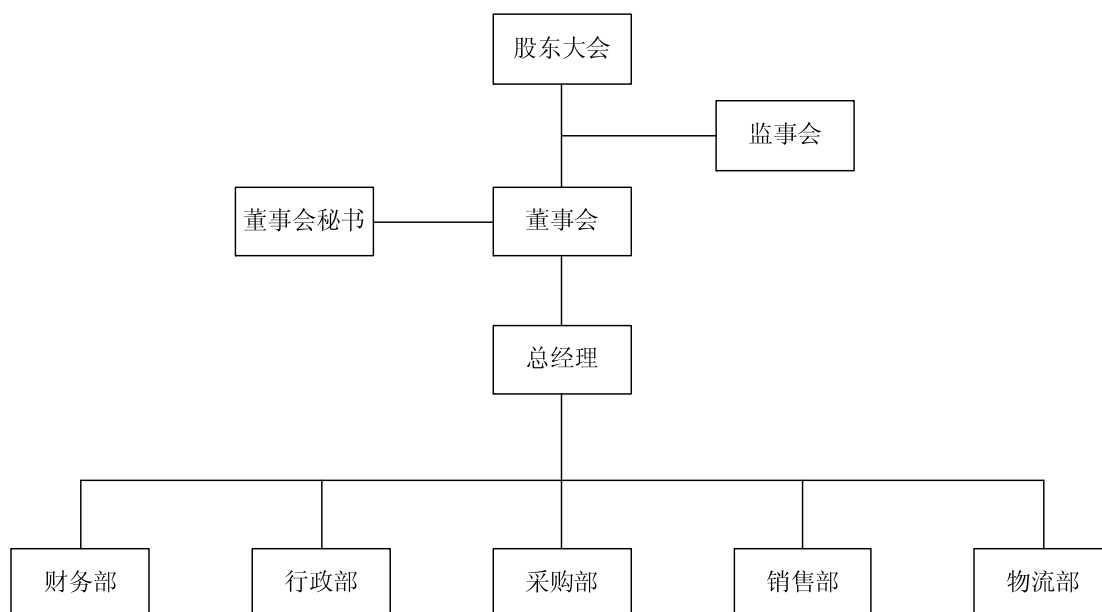 股东大会
监事会
董事会秘书
董事会
总经理
财务部
行政部
采购部
销售部
物流部